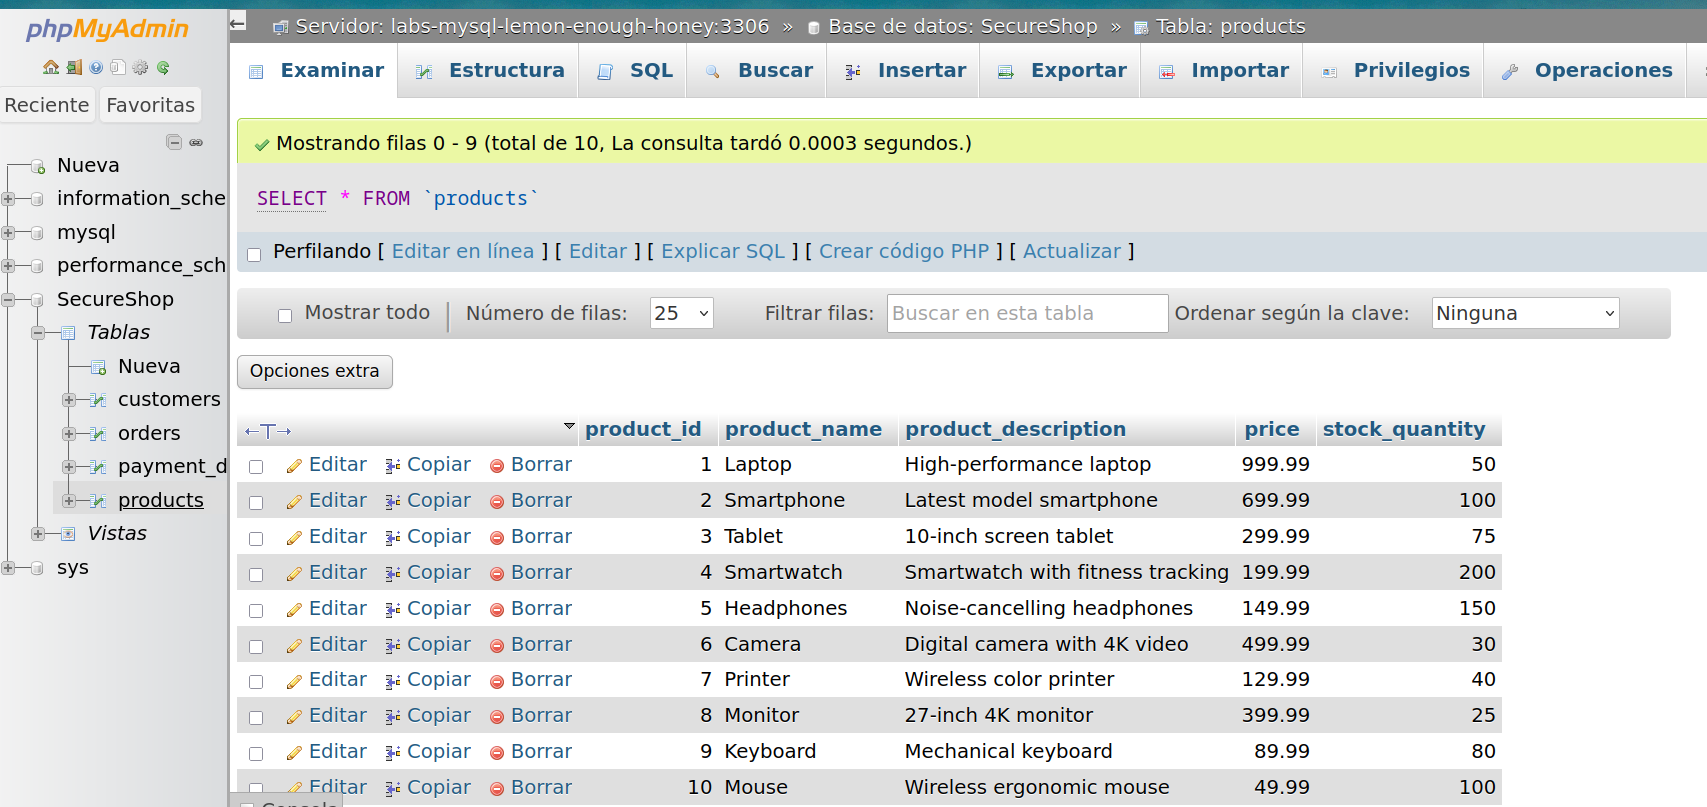 phpMyAdmin
Reciente Favoritas
Nueva
information_sche
mysql
performance_sch
SecureShop
Tablas
Nueva
customers
orders
payment_d
products
Vistas
sys
Servidor: labs-mysql-lemon-enough-honey:3306 » Base de datos: SecureShop » Tabla: products
Examinar Estructura SQL Buscar Insertar Exportar Importar Privilegios Operaciones
Mostrando filas 0 - 9 (total de 10, La consulta tardó 0.0003 segundos.)
SELECT * FROM `products`
Perfilando [ Editar en línea ] [ Editar ] [ Explicar SQL ] [ Crear código PHP ] [ Actualizar ]
Mostrar todo | Número de filas: 25 Filtrar filas: Buscar en esta tabla Ordenar según la clave: Ninguna
Opciones extra
←T→ product_id product_name product_description price stock_quantity
Editar Copiar Borrar 1 Laptop High-performance laptop 999.99 50
Editar Copiar Borrar 2 Smartphone Latest model smartphone 699.99 100
Editar Copiar Borrar 3 Tablet 10-inch screen tablet 299.99 75
Editar Copiar Borrar 4 Smartwatch Smartwatch with fitness tracking 199.99 200
Editar Copiar Borrar 5 Headphones Noise-cancelling headphones 149.99 150
Editar Copiar Borrar 6 Camera Digital camera with 4K video 499.99 30
Editar Copiar Borrar 7 Printer Wireless color printer 129.99 40
Editar Copiar Borrar 8 Monitor 27-inch 4K monitor 399.99 25
Editar Copiar Borrar 9 Keyboard Mechanical keyboard 89.99 80
Editar Copiar Borrar 10 Mouse Wireless ergonomic mouse 49.99 100